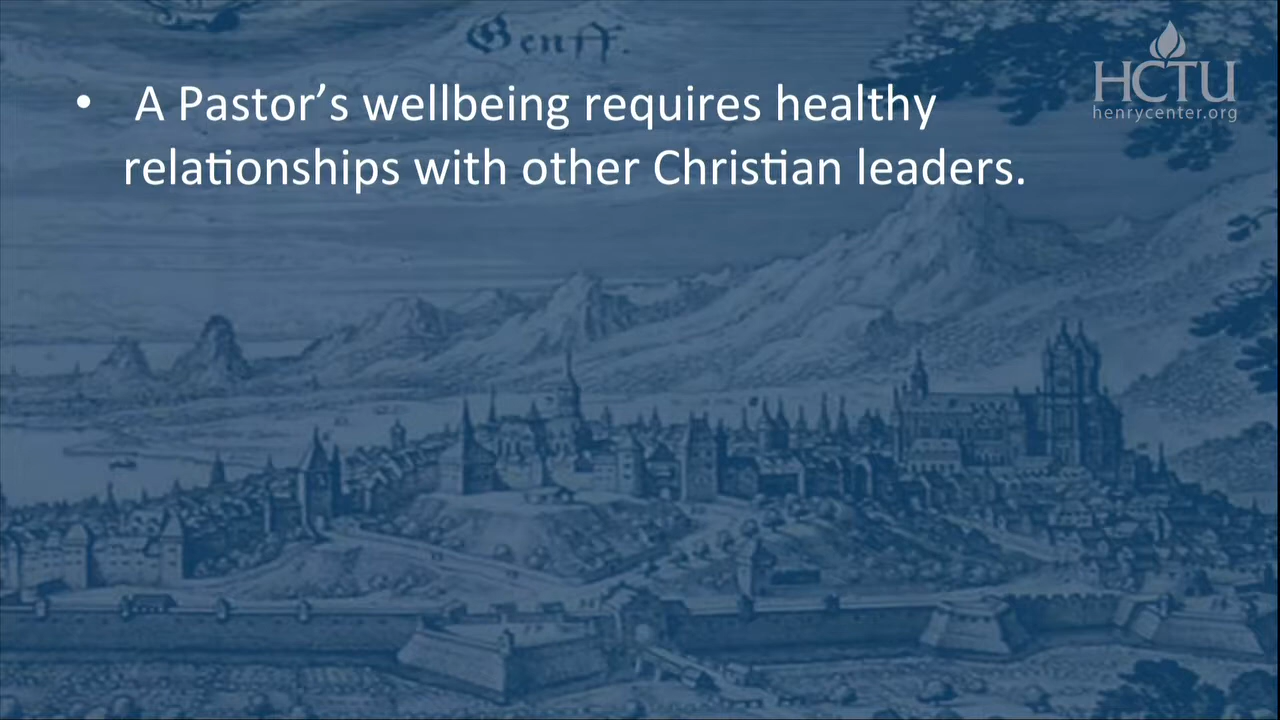 Genff.
• A Pastor’s wellbeing requires healthy
relationships with other Christian leaders.
HCTU
henrycenter.org